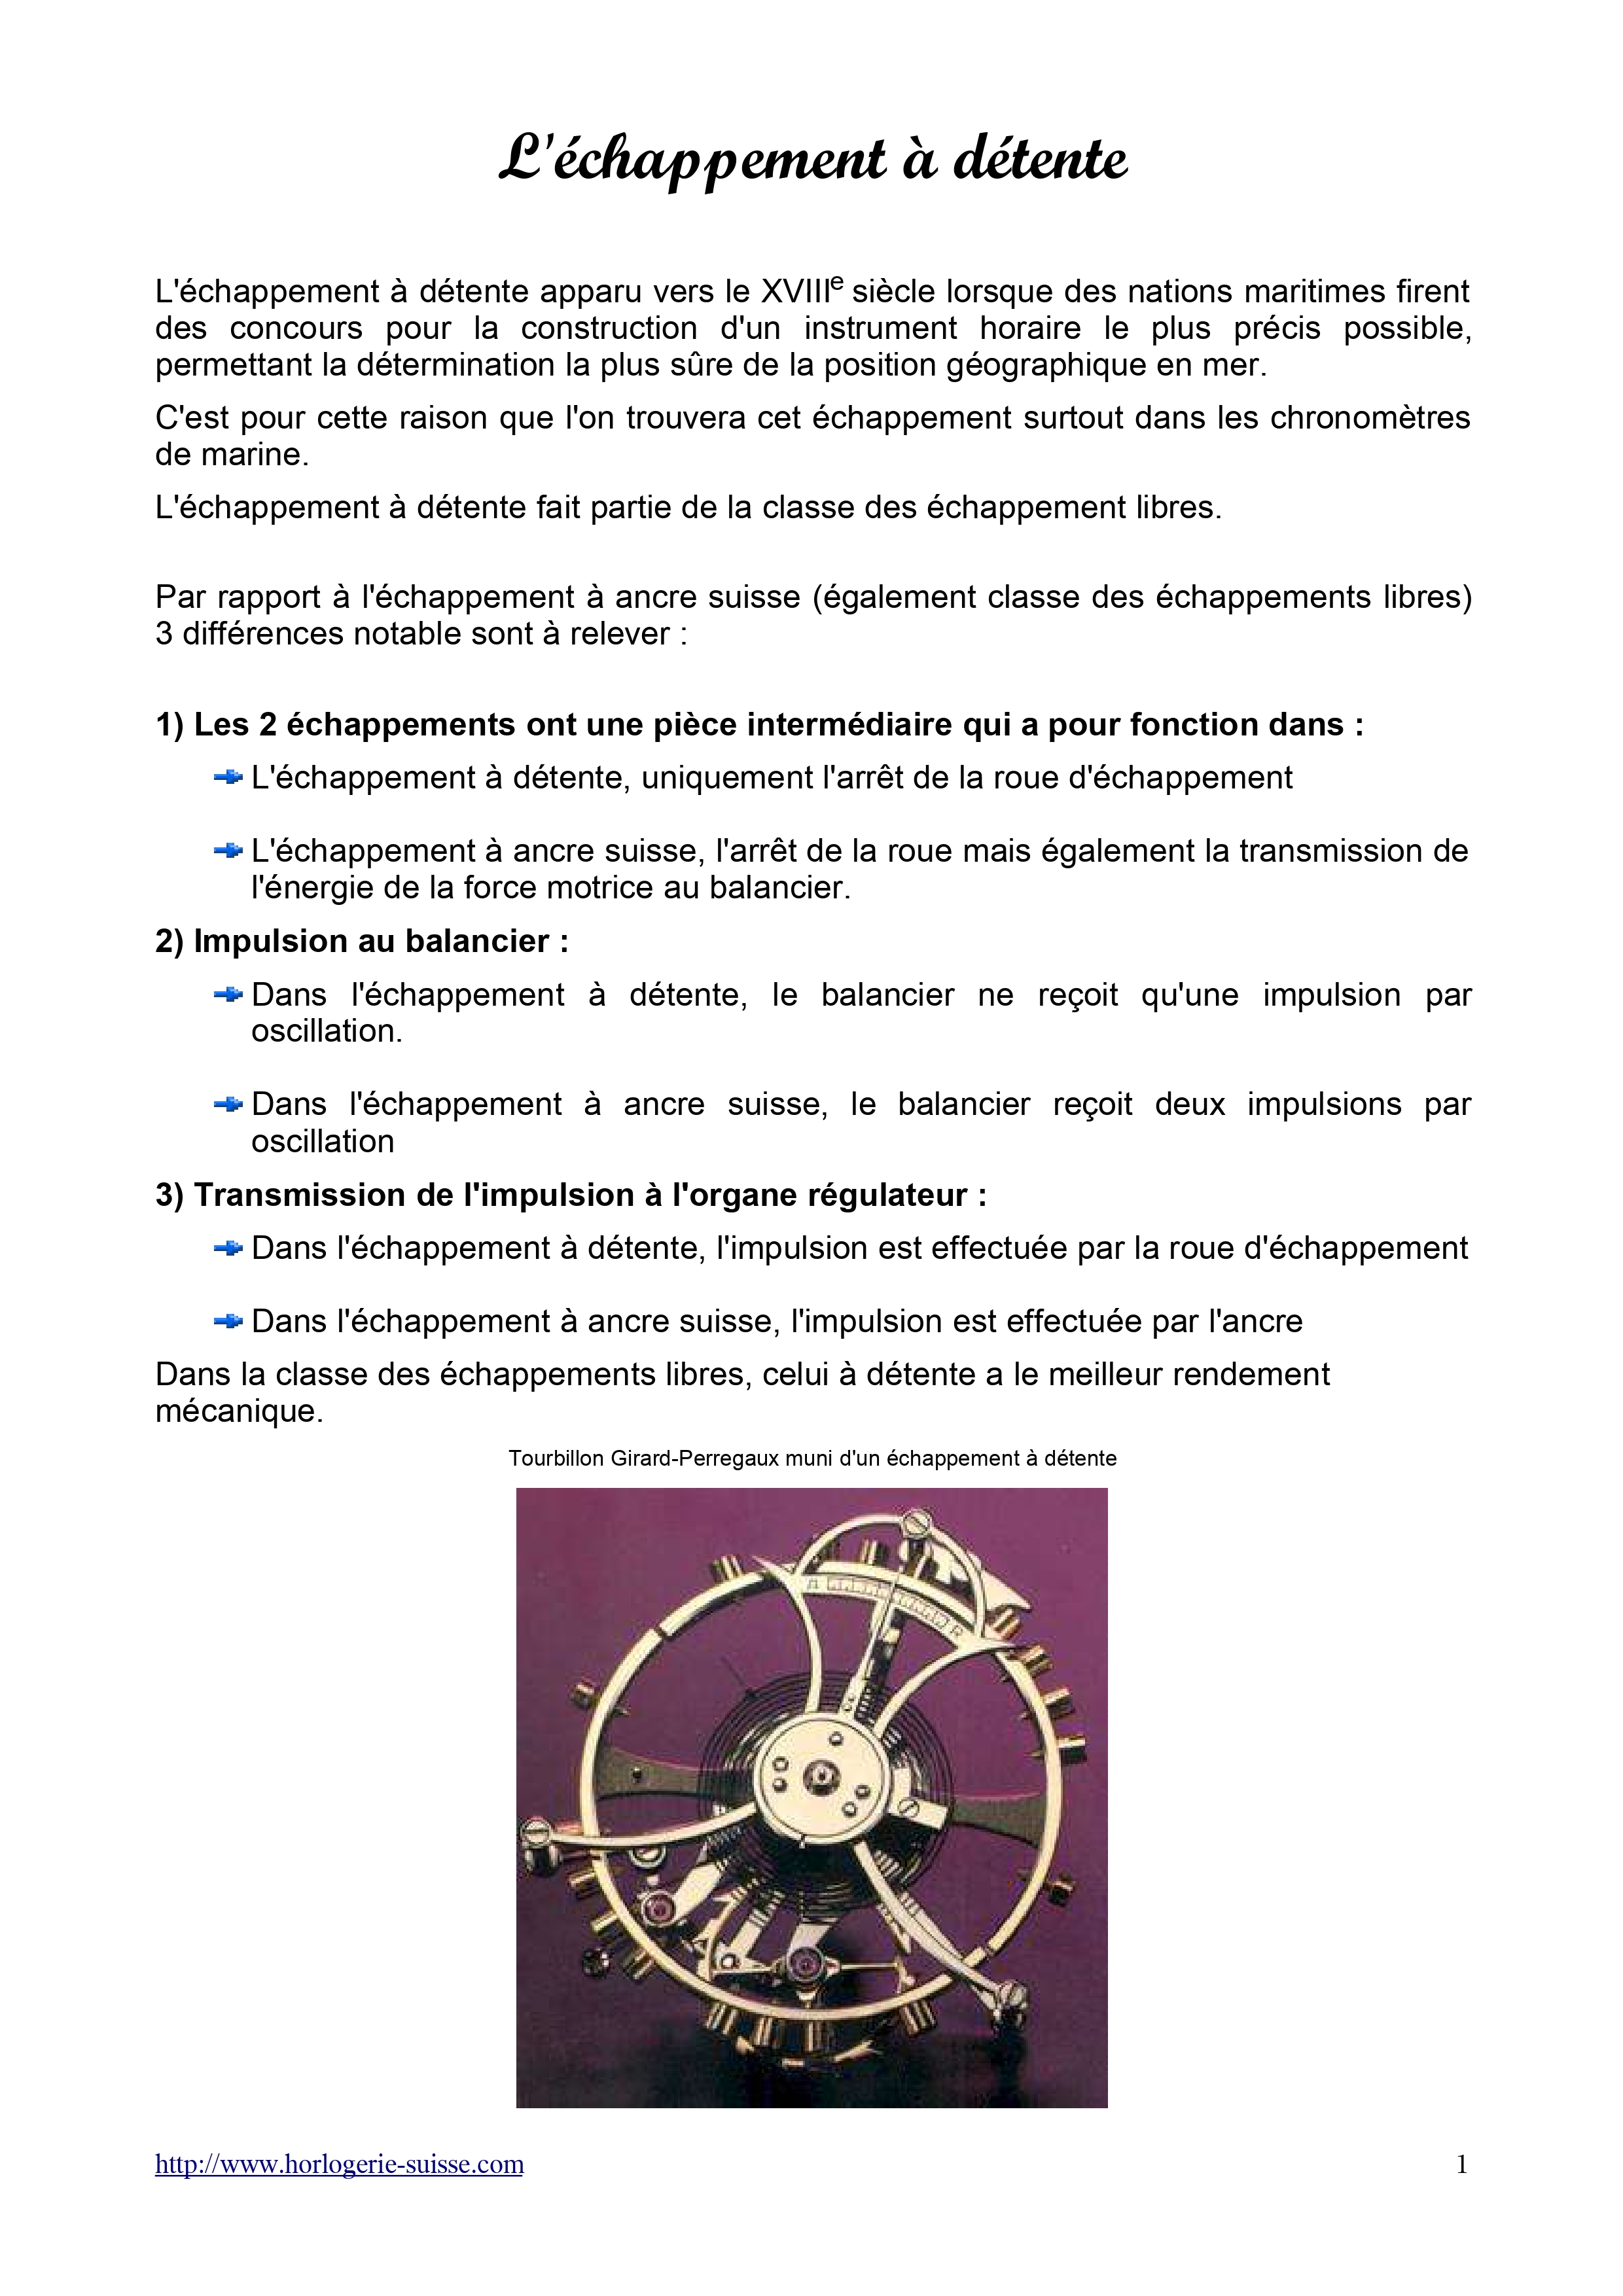 L'échappement à détente
L'échappement à détente apparu vers le XVIIIe siècle lorsque des nations maritimes firent
des concours pour la construction d'un instrument horaire le plus précis possible,
permettant la détermination la plus sûre de la position géographique en mer.
C'est pour cette raison que l'on trouvera cet échappement surtout dans les chronomètres
de marine.
L'échappement à détente fait partie de la classe des échappement libres.
Par rapport à l'échappement à ancre suisse (également classe des échappements libres)
3 différences notable sont à relever :
1) Les 2 échappements ont une pièce intermédiaire qui a pour fonction dans :
L'échappement à détente, uniquement l'arrêt de la roue d'échappement
L'échappement à ancre suisse, l'arrêt de la roue mais également la transmission de
l'énergie de la force motrice au balancier.
2) Impulsion au balancier :
Dans l'échappement à détente, le balancier ne reçoit qu'une impulsion par
oscillation.
Dans l'échappement à ancre suisse, le balancier reçoit deux impulsions par
oscillation
3) Transmission de l'impulsion à l'organe régulateur :
Dans l'échappement à détente, l'impulsion est effectuée par la roue d'échappement
Dans l'échappement à ancre suisse, l'impulsion est effectuée par l'ancre
Dans la classe des échappements libres, celui à détente a le meilleur rendement
mécanique.
Tourbillon Girard-Perregaux muni d'un échappement à détente
A R
http://www.horlogerie-suisse.com 1